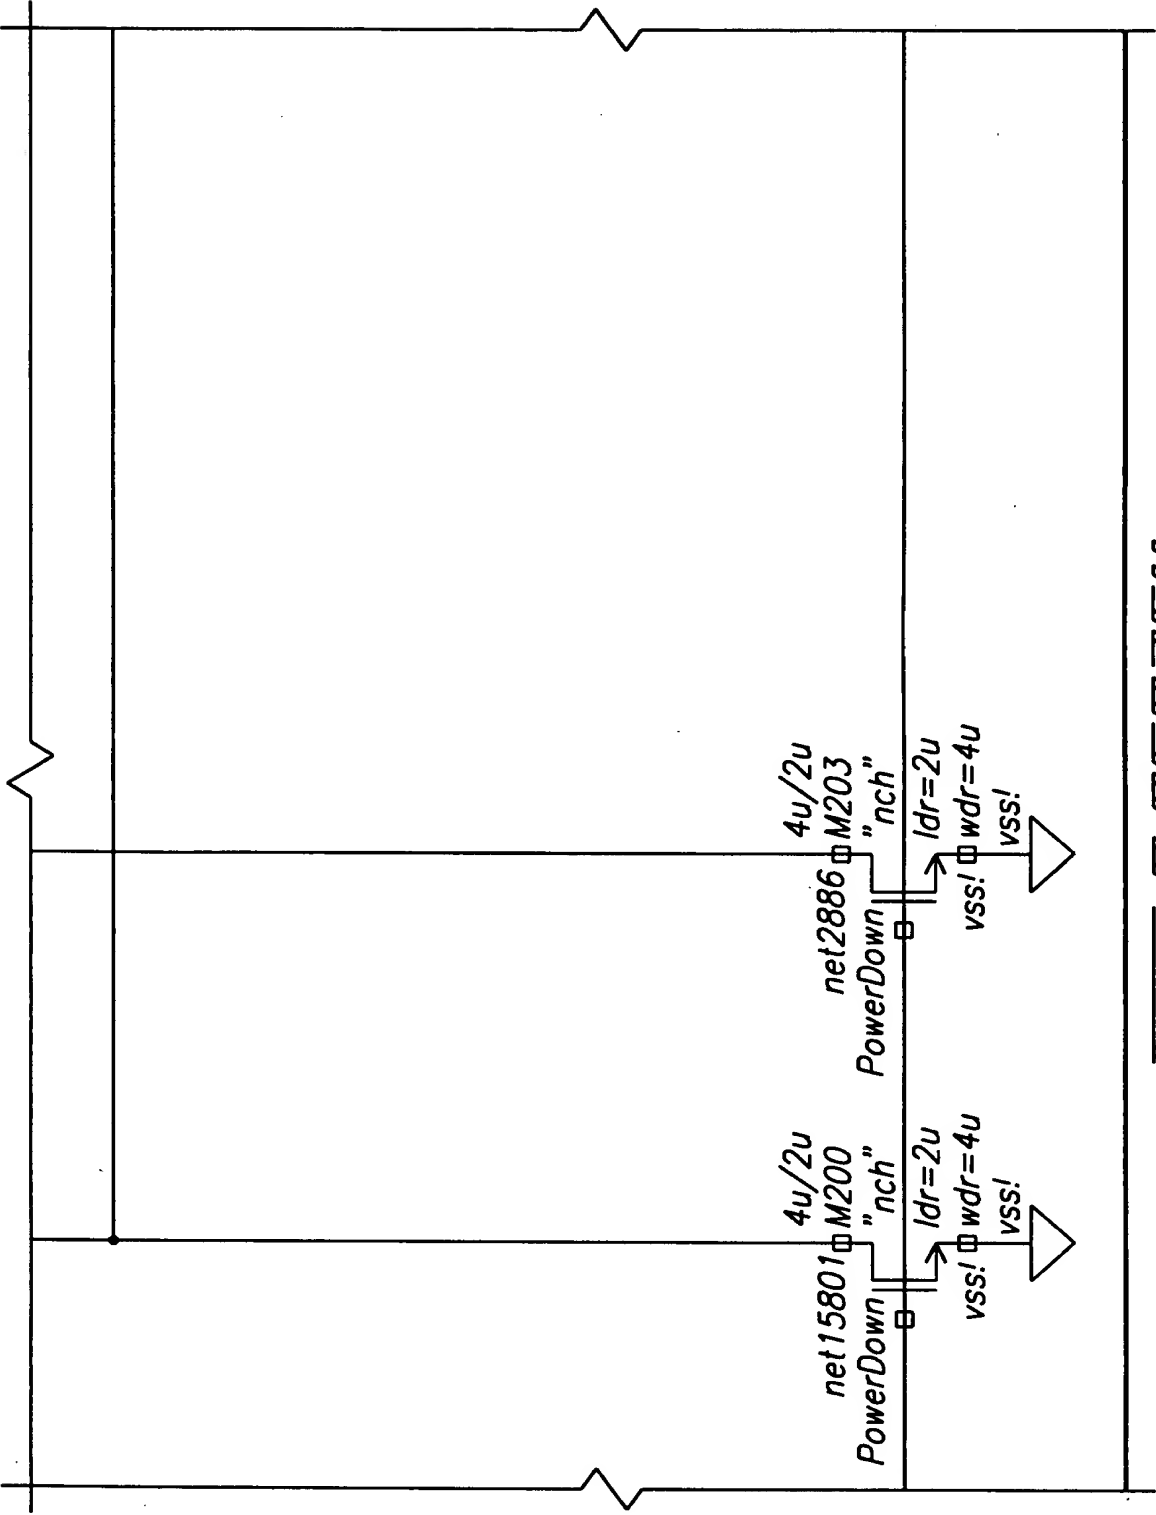 4u/2u
net15801
M200
"nch"
PowerDown
ldr=2u
vss!
wdr=4u
vss!
4u/2u
net2886
M203
"nch"
PowerDown
ldr=2u
vss!
wdr=4u
vss!